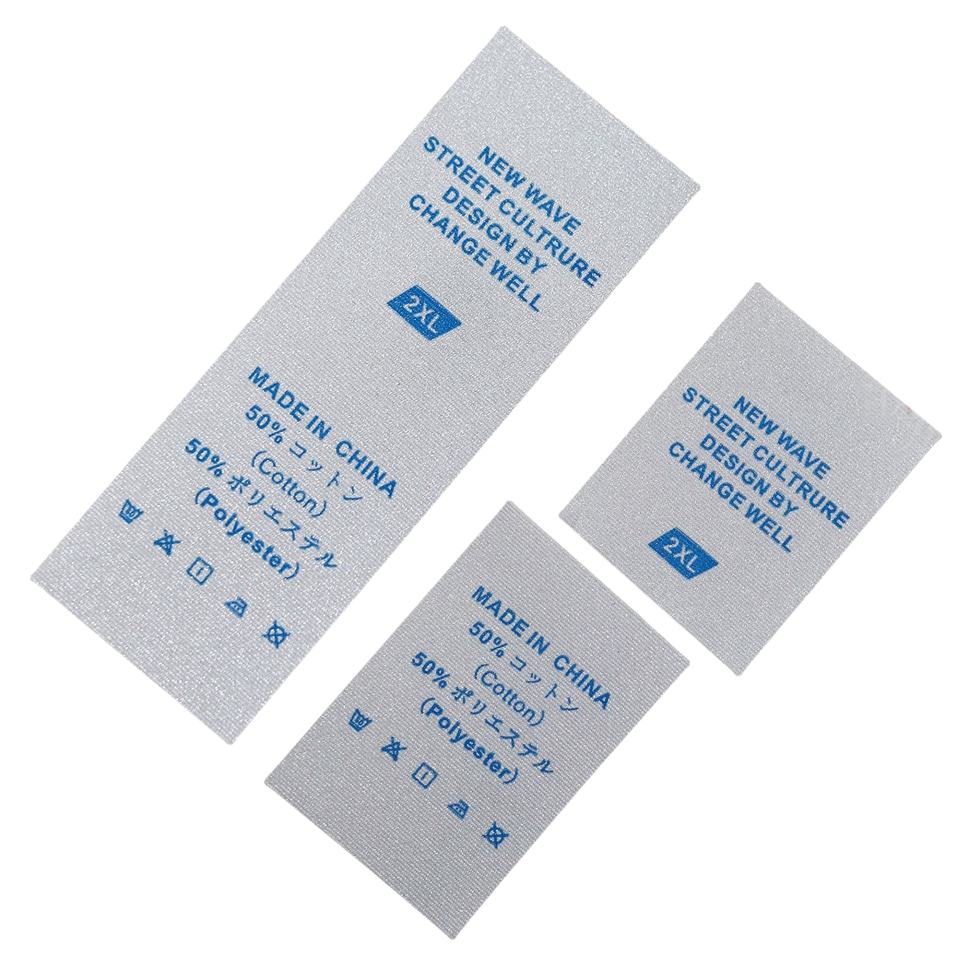 NEW WAVE
STREET CULTRURE
DESIGN BY
CHANGE WELL
2XL
MADE IN CHINA
50% コットン
(Cotton)
50% ポリエステル
(Polyester)
NEW WAVE
STREET CULTRURE
DESIGN BY
CHANGE WELL
2XL
MADE IN CHINA
50% コットン
(Cotton)
50% ポリエステル
(Polyester)